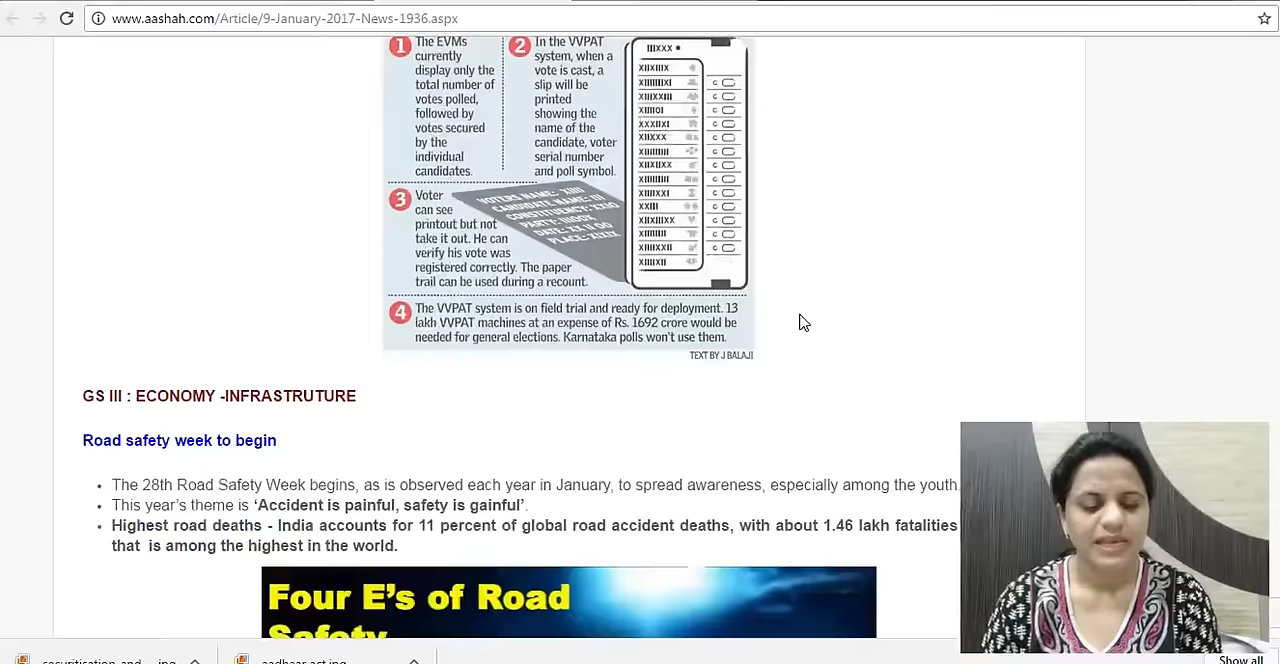 www.aashah.com/Article/9-January-2017-News-1936.aspx
1 The EVMs
currently
display only the
total number of
votes polled,
followed by
votes secured
by the
individual
candidates.
2 In the VVPAT
system, when a
vote is cast, a
slip will be
printed
showing the
name of the
candidate, voter
serial number
and poll symbol.
3 Voter
can see
printout but not
take it out. He can
verify his vote was
registered correctly. The paper
trail can be used during a recount.
4 The VVPAT system is on field trial and ready for deployment. 13
lakh VVPAT machines at an expense of Rs. 1692 crore would be
needed for general elections. Karnataka polls won't use them.
TEXT BY J BALAJI
GS III : ECONOMY -INFRASTRUTURE
Road safety week to begin
• The 28th Road Safety Week begins, as is observed each year in January, to spread awareness, especially among the youth
• This year's theme is ‘Accident is painful, safety is gainful’.
• Highest road deaths - India accounts for 11 percent of global road accident deaths, with about 1.46 lakh fatalities
that is among the highest in the world.
Four E's of Road
Safety
Show all